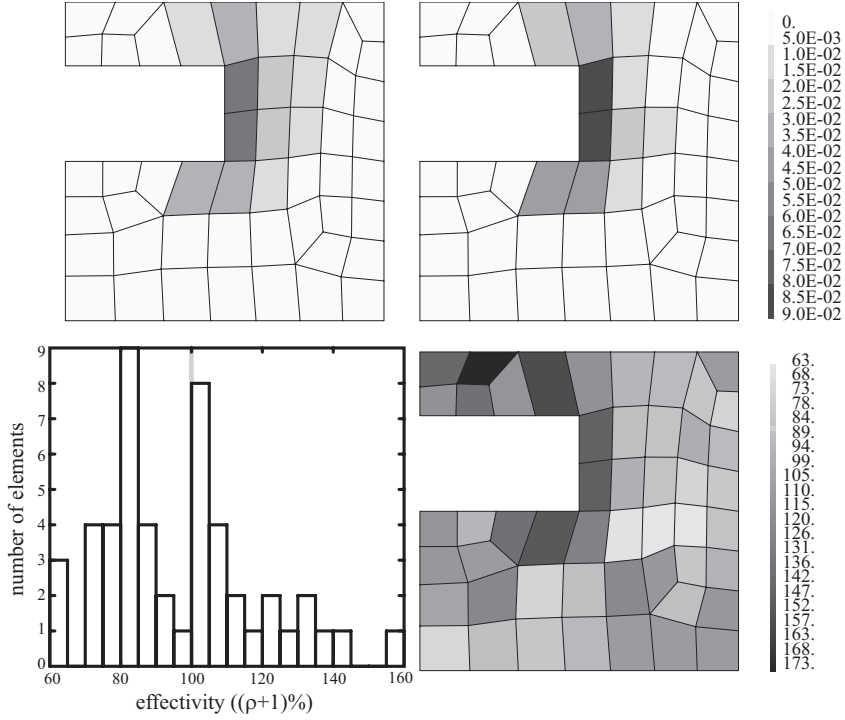 0.
5.0E-03
1.0E-02
1.5E-02
2.0E-02
2.5E-02
3.0E-02
3.5E-02
4.0E-02
4.5E-02
5.0E-02
5.5E-02
6.0E-02
6.5E-02
7.0E-02
7.5E-02
8.0E-02
8.5E-02
9.0E-02
9
8
7
6
5
4
3
2
1
0
number of elements
60
80
100
120
140
160
effectivity ((ρ+1)%)
63.
68.
73.
78.
84.
89.
94.
99.
105.
110.
115.
120.
126.
131.
136.
142.
147.
152.
157.
163.
168.
173.